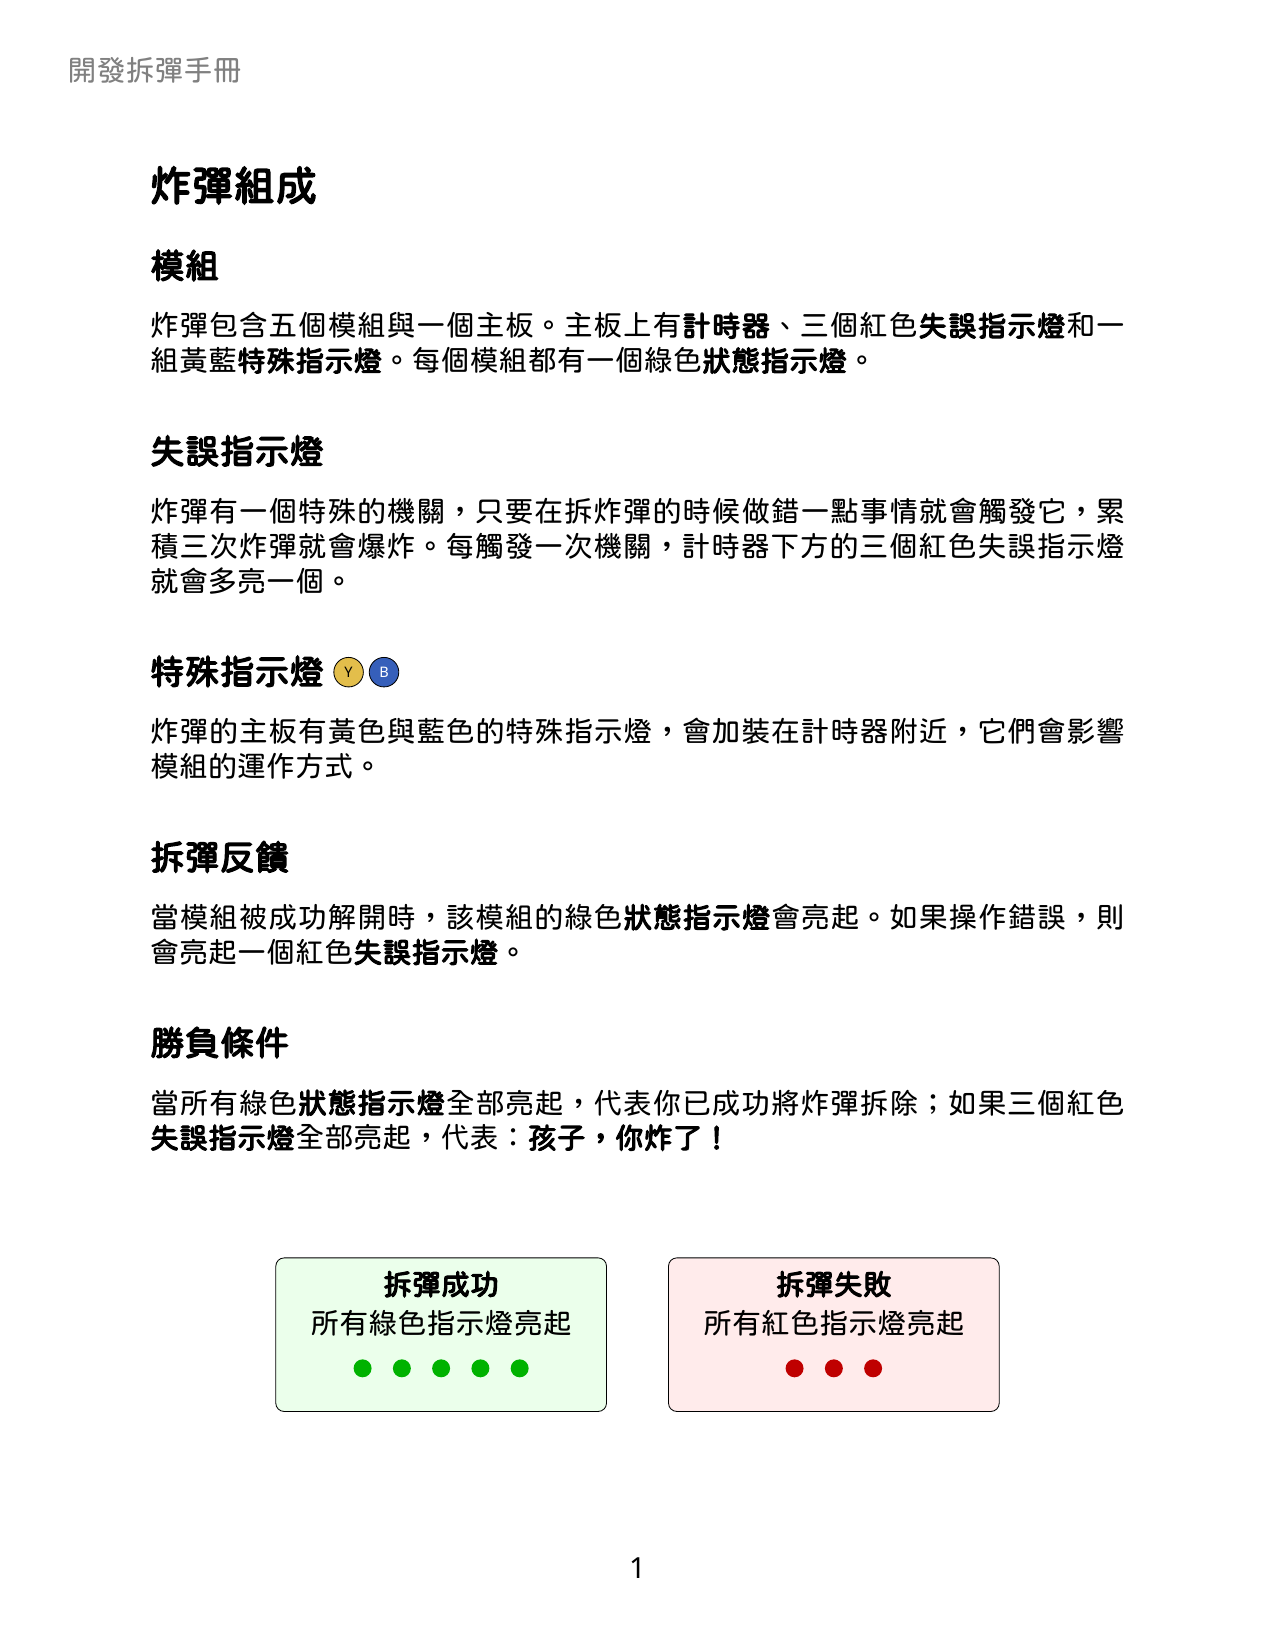 開發拆彈手冊
炸彈組成
模組
炸彈包含五個模組與一個主板。主板上有計時器、三個紅色失誤指示燈和一
組黃藍特殊指示燈。每個模組都有一個綠色狀態指示燈。
失誤指示燈
炸彈有一個特殊的機關，只要在拆炸彈的時候做錯一點事情就會觸發它，累
積三次炸彈就會爆炸。每觸發一次機關，計時器下方的三個紅色失誤指示燈
就會多亮一個。
特殊指示燈 Y B
炸彈的主板有黃色與藍色的特殊指示燈，會加裝在計時器附近，它們會影響
模組的運作方式。
拆彈反饋
當模組被成功解開時，該模組的綠色狀態指示燈會亮起。如果操作錯誤，則
會亮起一個紅色失誤指示燈。
勝負條件
當所有綠色狀態指示燈全部亮起，代表你已成功將炸彈拆除；如果三個紅色
失誤指示燈全部亮起，代表：孩子，你炸了！
拆彈成功
所有綠色指示燈亮起
拆彈失敗
所有紅色指示燈亮起
1